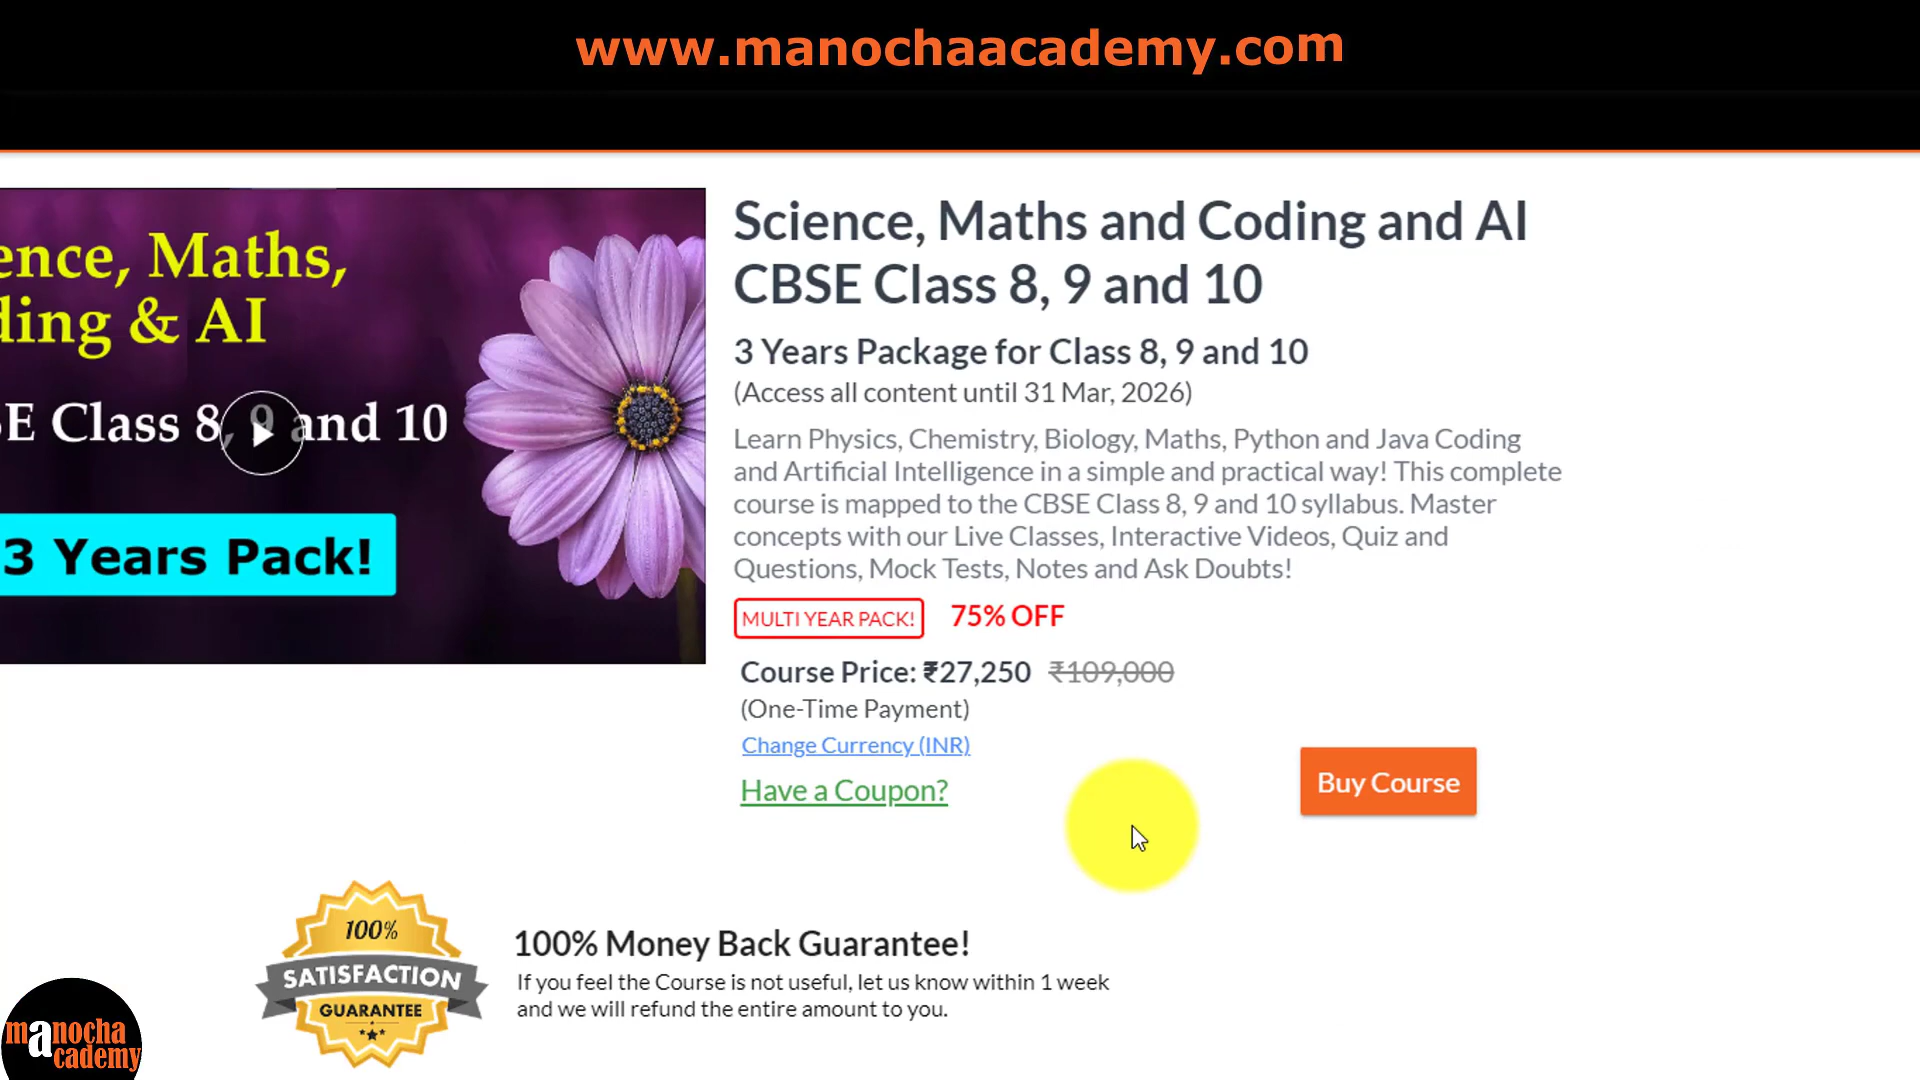 www.manochaacademy.com
ence, Maths,
ding & AI
SE Class 8, 9 and 10
3 Years Pack!
Science, Maths and Coding and AI
CBSE Class 8, 9 and 10
3 Years Package for Class 8, 9 and 10
(Access all content until 31 Mar, 2026)
Learn Physics, Chemistry, Biology, Maths, Python and Java Coding
and Artificial Intelligence in a simple and practical way! This complete
course is mapped to the CBSE Class 8, 9 and 10 syllabus. Master
concepts with our Live Classes, Interactive Videos, Quiz and
Questions, Mock Tests, Notes and Ask Doubts!
MULTI YEAR PACK! 75% OFF
Course Price: ₹27,250 ₹109,000
(One-Time Payment)
Change Currency (INR)
Have a Coupon?
Buy Course
100%
SATISFACTION
GUARANTEE
100% Money Back Guarantee!
If you feel the Course is not useful, let us know within 1 week
and we will refund the entire amount to you.
manocha
academy